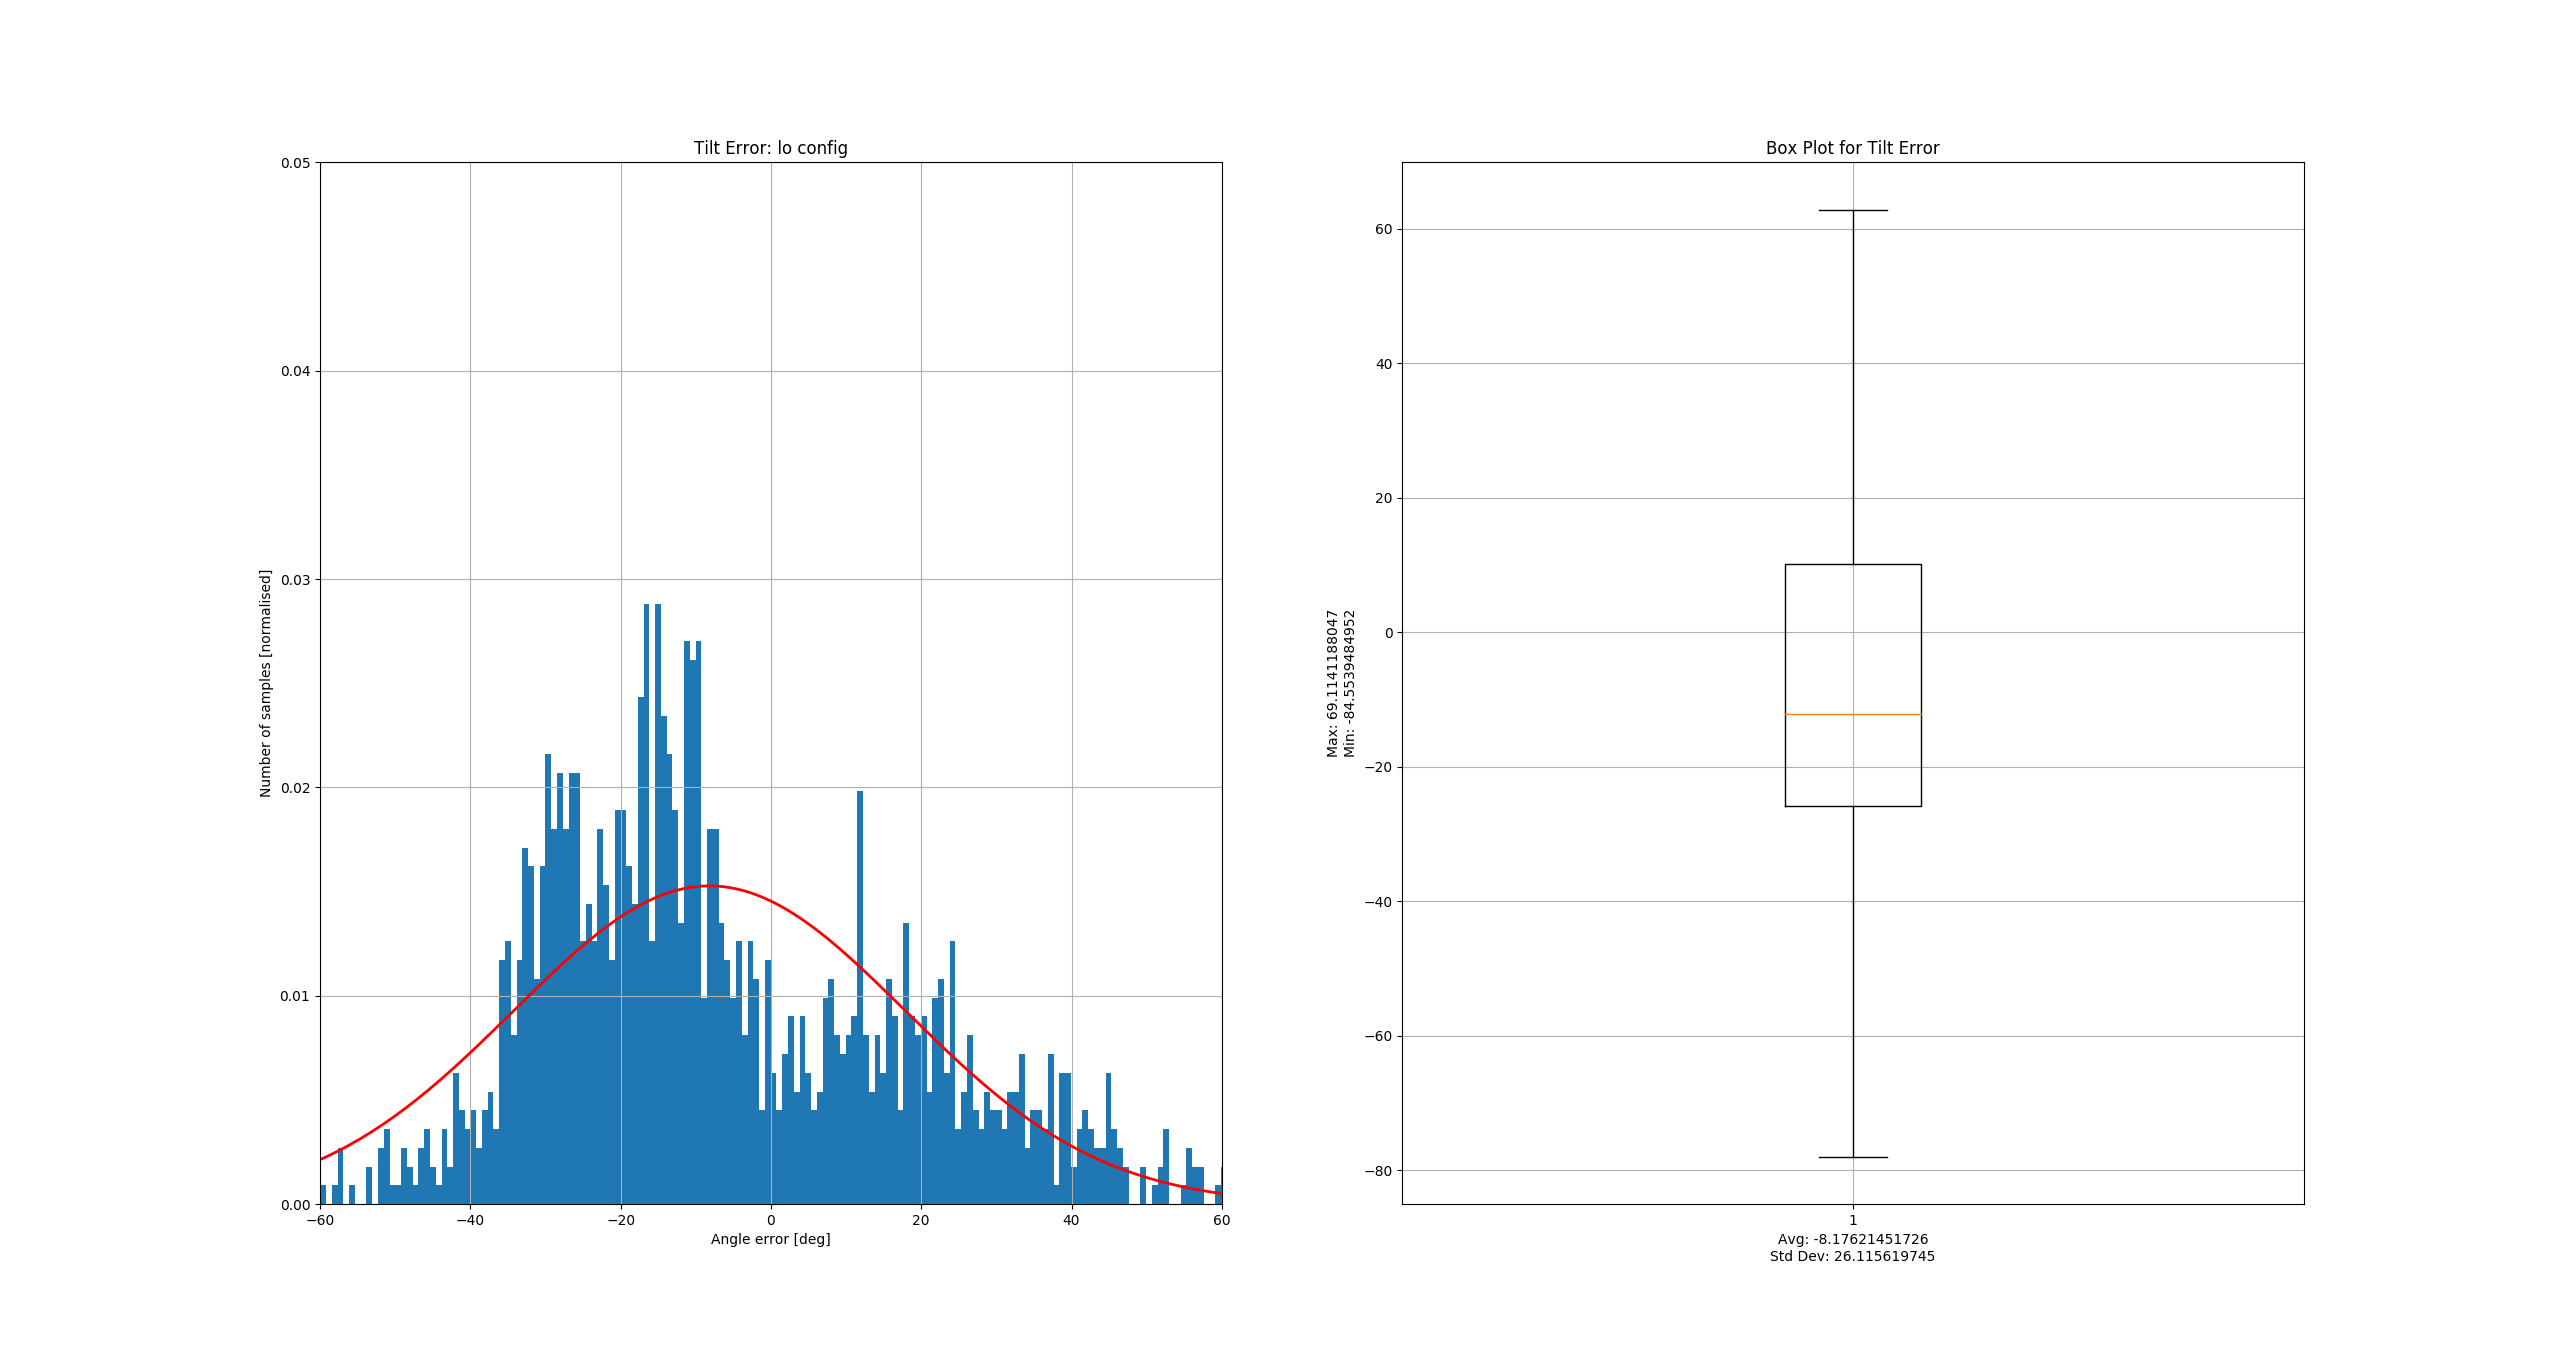 Tilt Error: lo config
0.05
0.04
0.03
0.02
0.01
0.00
Number of samples [normalised]
−60 −40 −20 0 20 40 60
Angle error [deg]
Box Plot for Tilt Error
60
40
20
0
−20
−40
−60
−80
Max: 69.1141188047
Min: -84.5539484952
1
Avg: -8.17621451726
Std Dev: 26.115619745